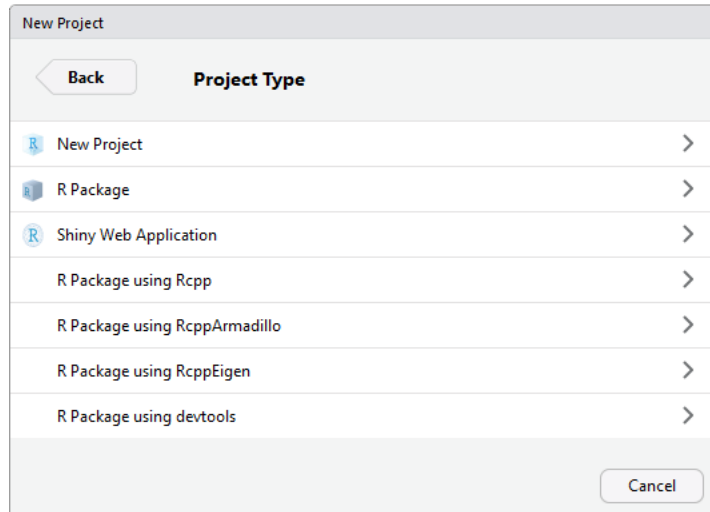 New Project
Back
Project Type
R New Project
R R Package
R Shiny Web Application
R Package using Rcpp
R Package using RcppArmadillo
R Package using RcppEigen
R Package using devtools
Cancel